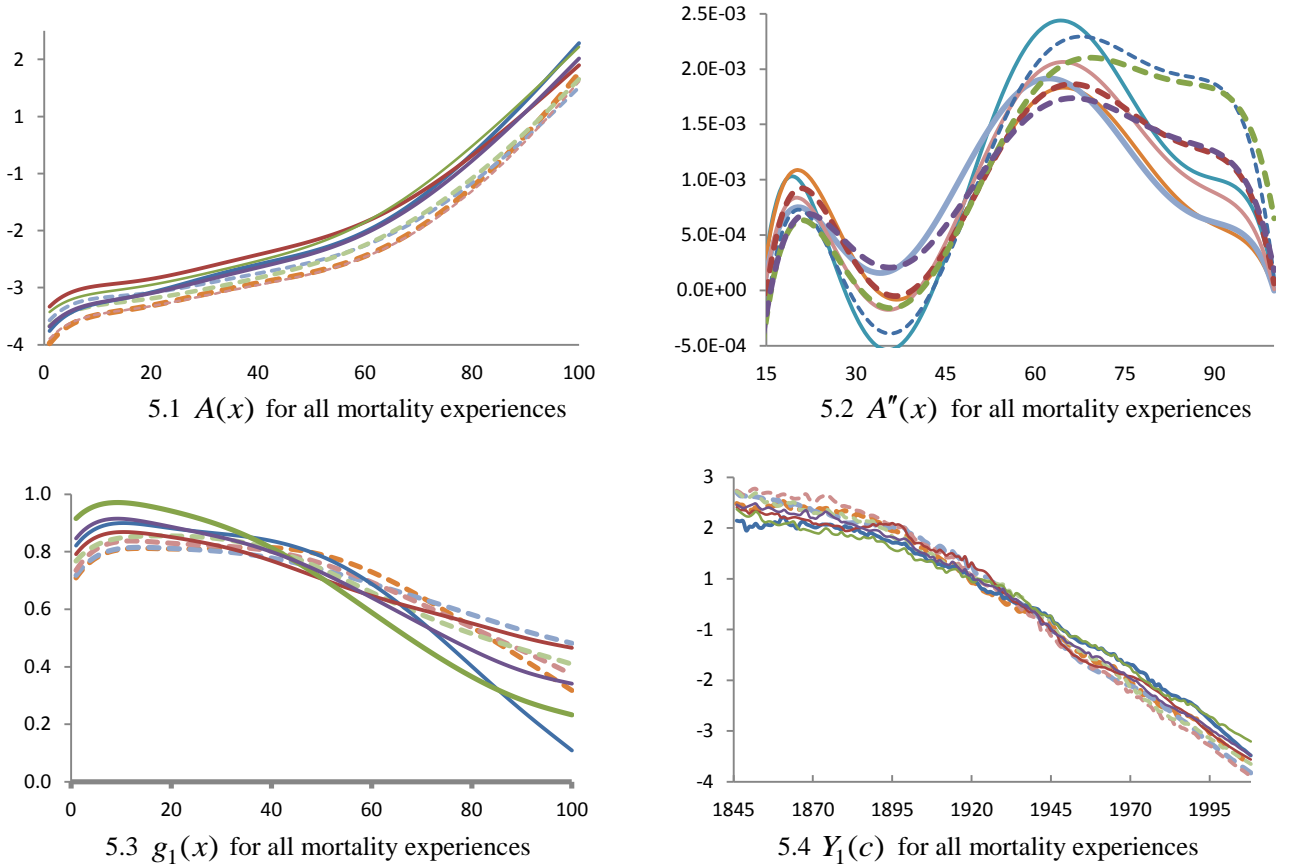 2
1
-1
-2
-3
-4
0 20 40 60 80 100
5.1 A(x) for all mortality experiences
2.5E-03
2.0E-03
1.5E-03
1.0E-03
5.0E-04
0.0E+00
-5.0E-04
15 30 45 60 75 90
5.2 A″(x) for all mortality experiences
1.0
0.8
0.6
0.4
0.2
0.0
0 20 40 60 80 100
5.3 g₁(x) for all mortality experiences
3
2
1
-1
-2
-4
1845 1870 1895 1920 1945 1970 1995
5.4 Y₁(c) for all mortality experiences